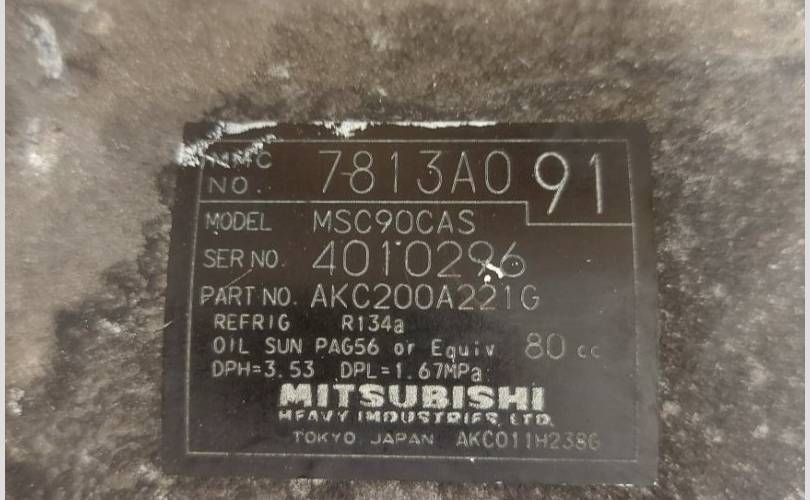 MMC NO. 7813A091
MODEL MSC90CAS
SER NO. 4010296
PART NO. AKC200A221G
REFRIG R134a
OIL SUN PAG56 or Equiv 80 cc
DPH=3.53 DPL=1.67MPa
MITSUBISHI
HEAVY INDUSTRIES, LTD.
TOKYO JAPAN AKC011H238G